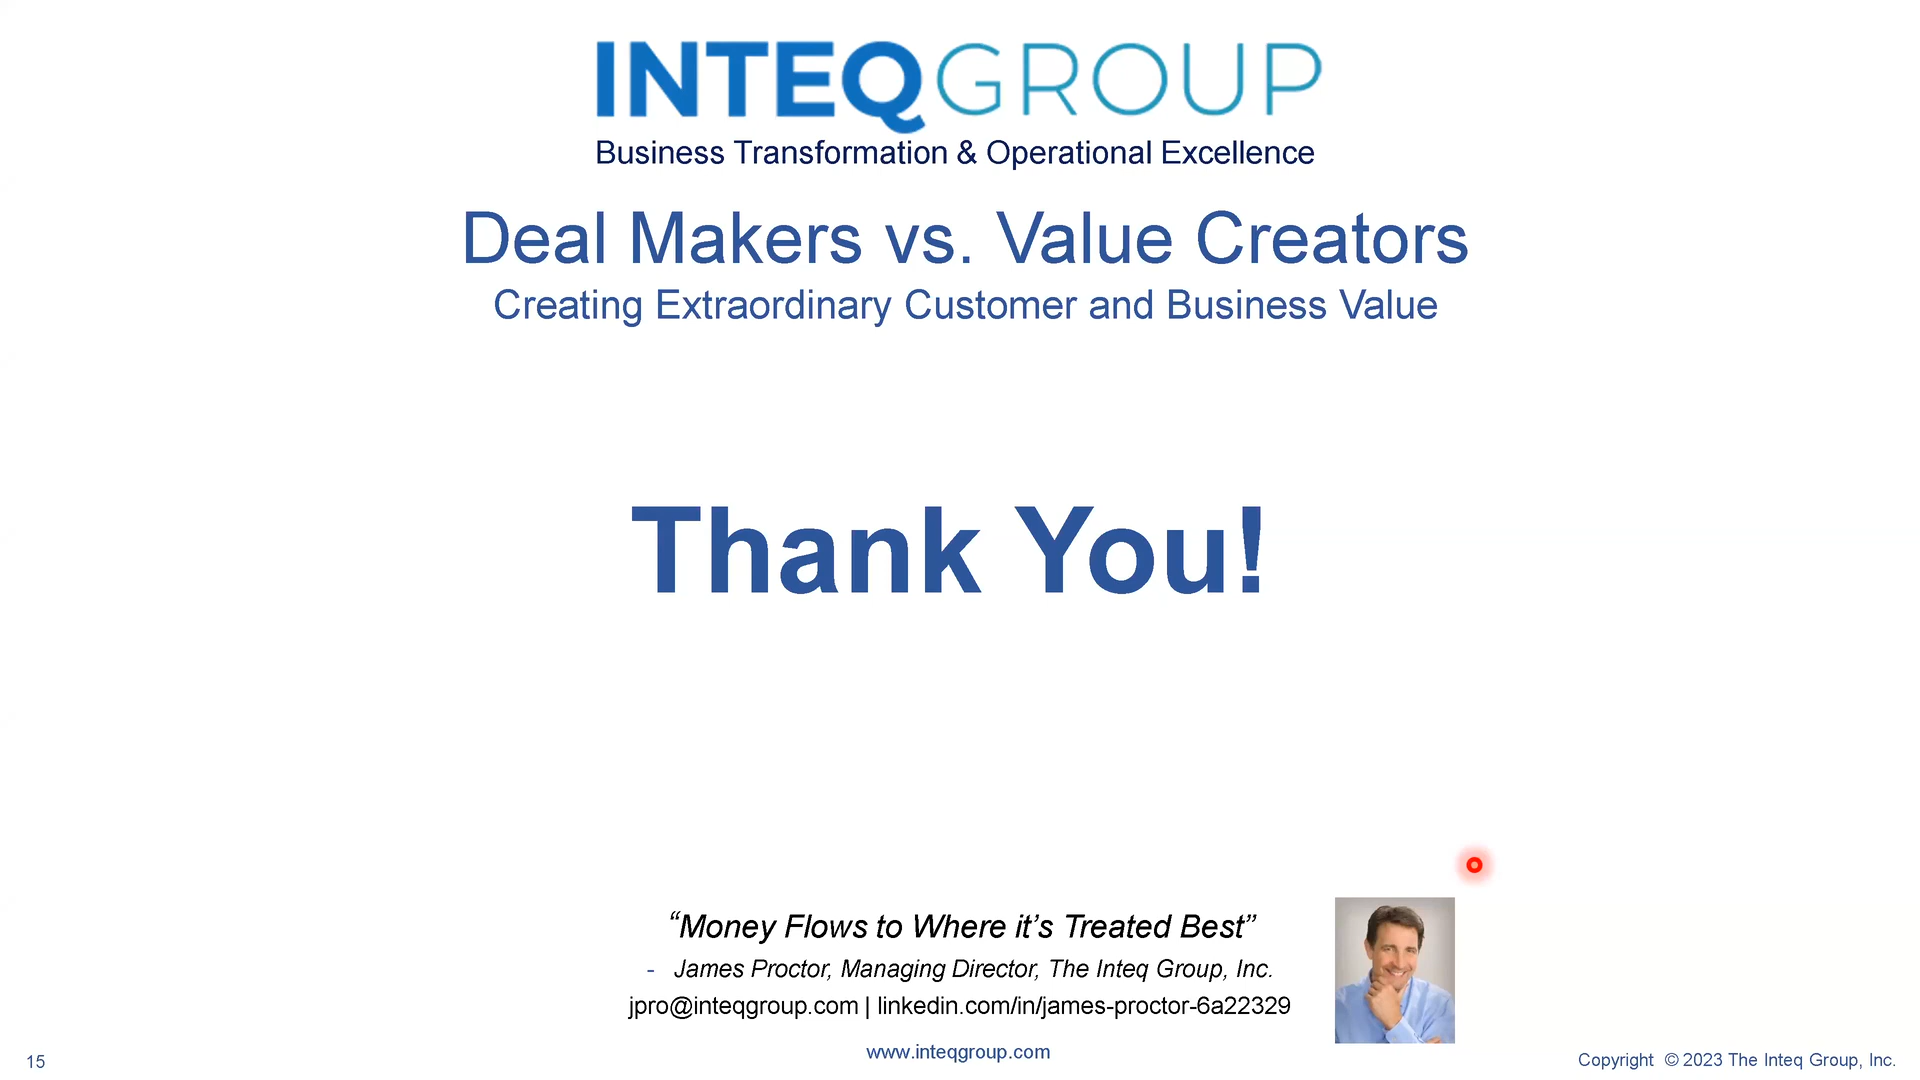 INTEQGROUP
Business Transformation & Operational Excellence
Deal Makers vs. Value Creators
Creating Extraordinary Customer and Business Value
Thank You!
“Money Flows to Where it’s Treated Best”
- James Proctor, Managing Director, The Inteq Group, Inc.
jpro@inteqgroup.com | linkedin.com/in/james-proctor-6a22329
www.inteqgroup.com
15
Copyright © 2023 The Inteq Group, Inc.